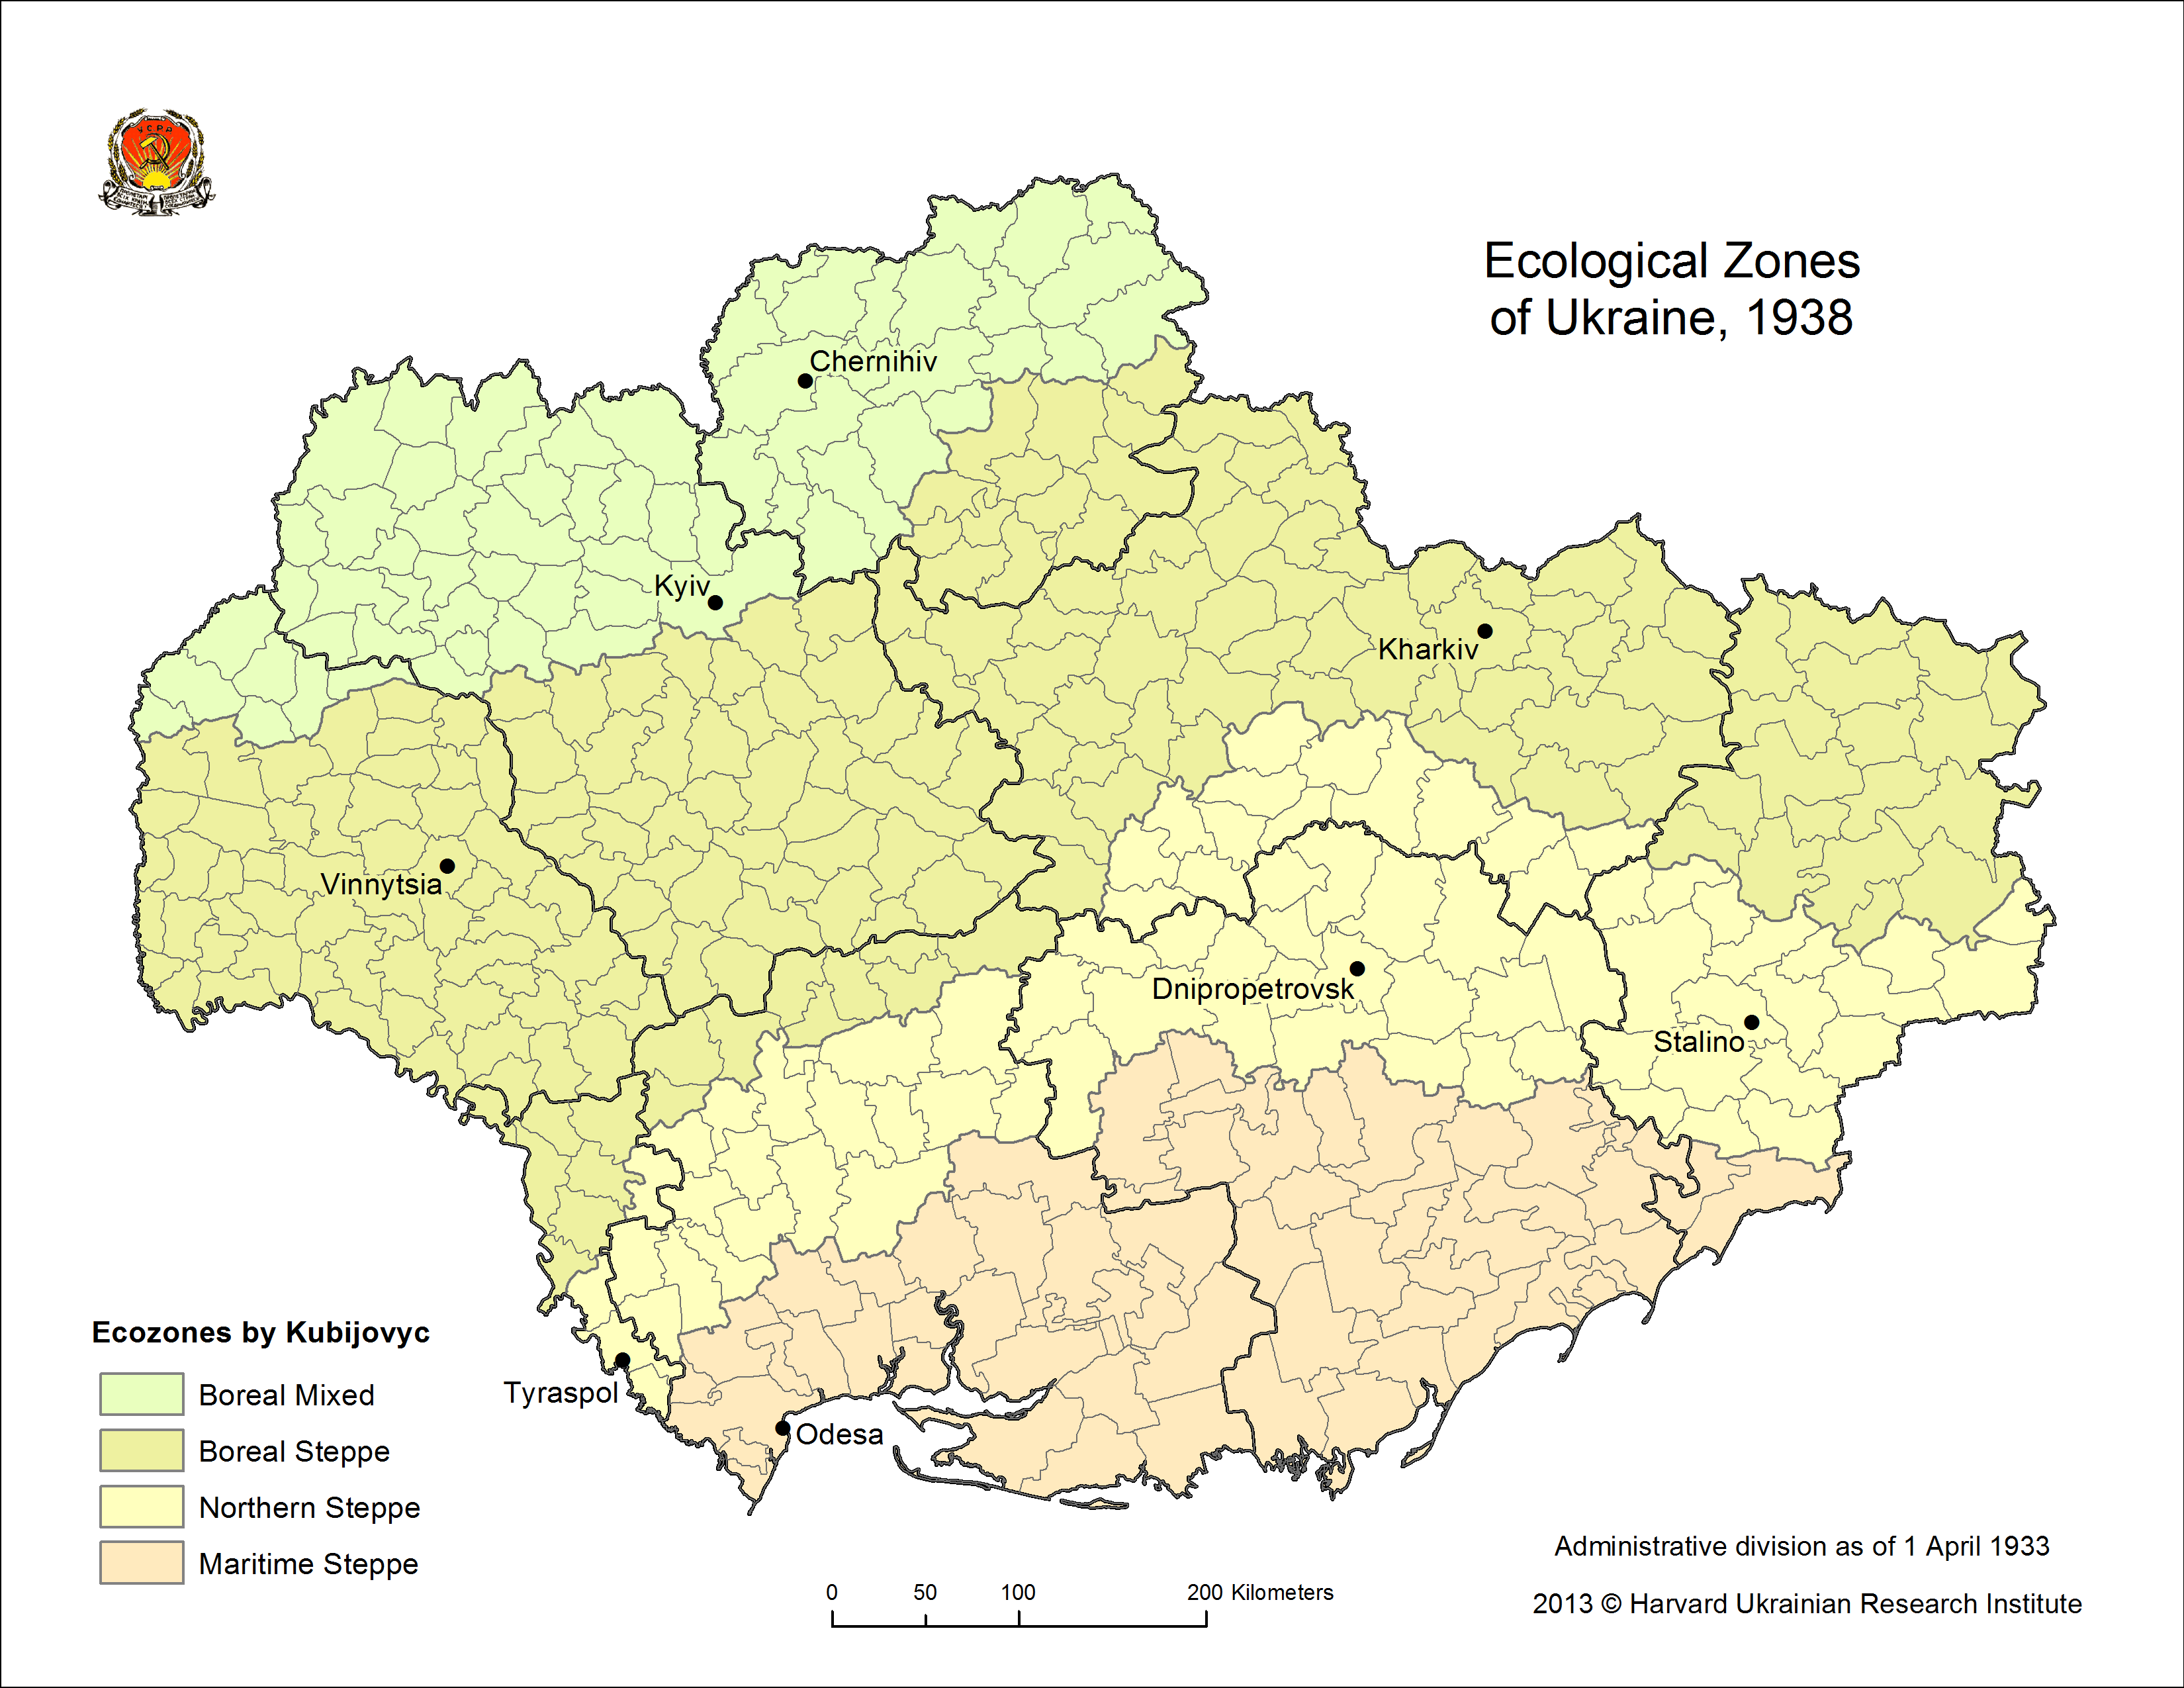 УСРР
Ecological Zones
of Ukraine, 1938
Chernihiv
Kyiv
Kharkiv
Vinnytsia
Dnipropetrovsk
Stalino
Tyraspol
Odesa
Ecozones by Kubijovyc
Boreal Mixed
Boreal Steppe
Northern Steppe
Maritime Steppe
0 50 100 200 Kilometers
Administrative division as of 1 April 1933
2013 © Harvard Ukrainian Research Institute